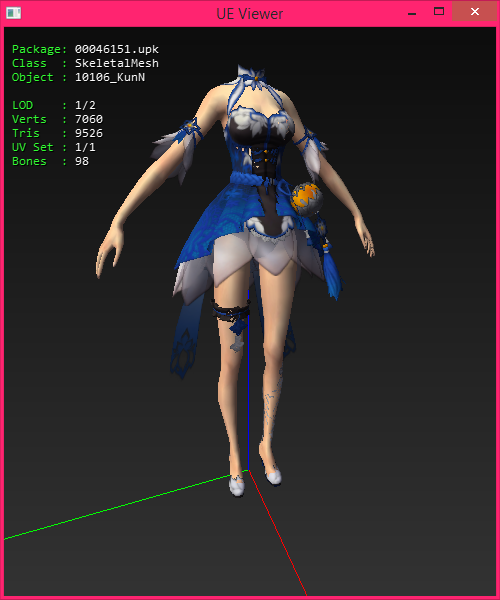 UE Viewer
Package: 00046151.upk
Class  : SkeletalMesh
Object : 10106_KunN
LOD    : 1/2
Verts  : 7060
Tris   : 9526
UV Set : 1/1
Bones  : 98